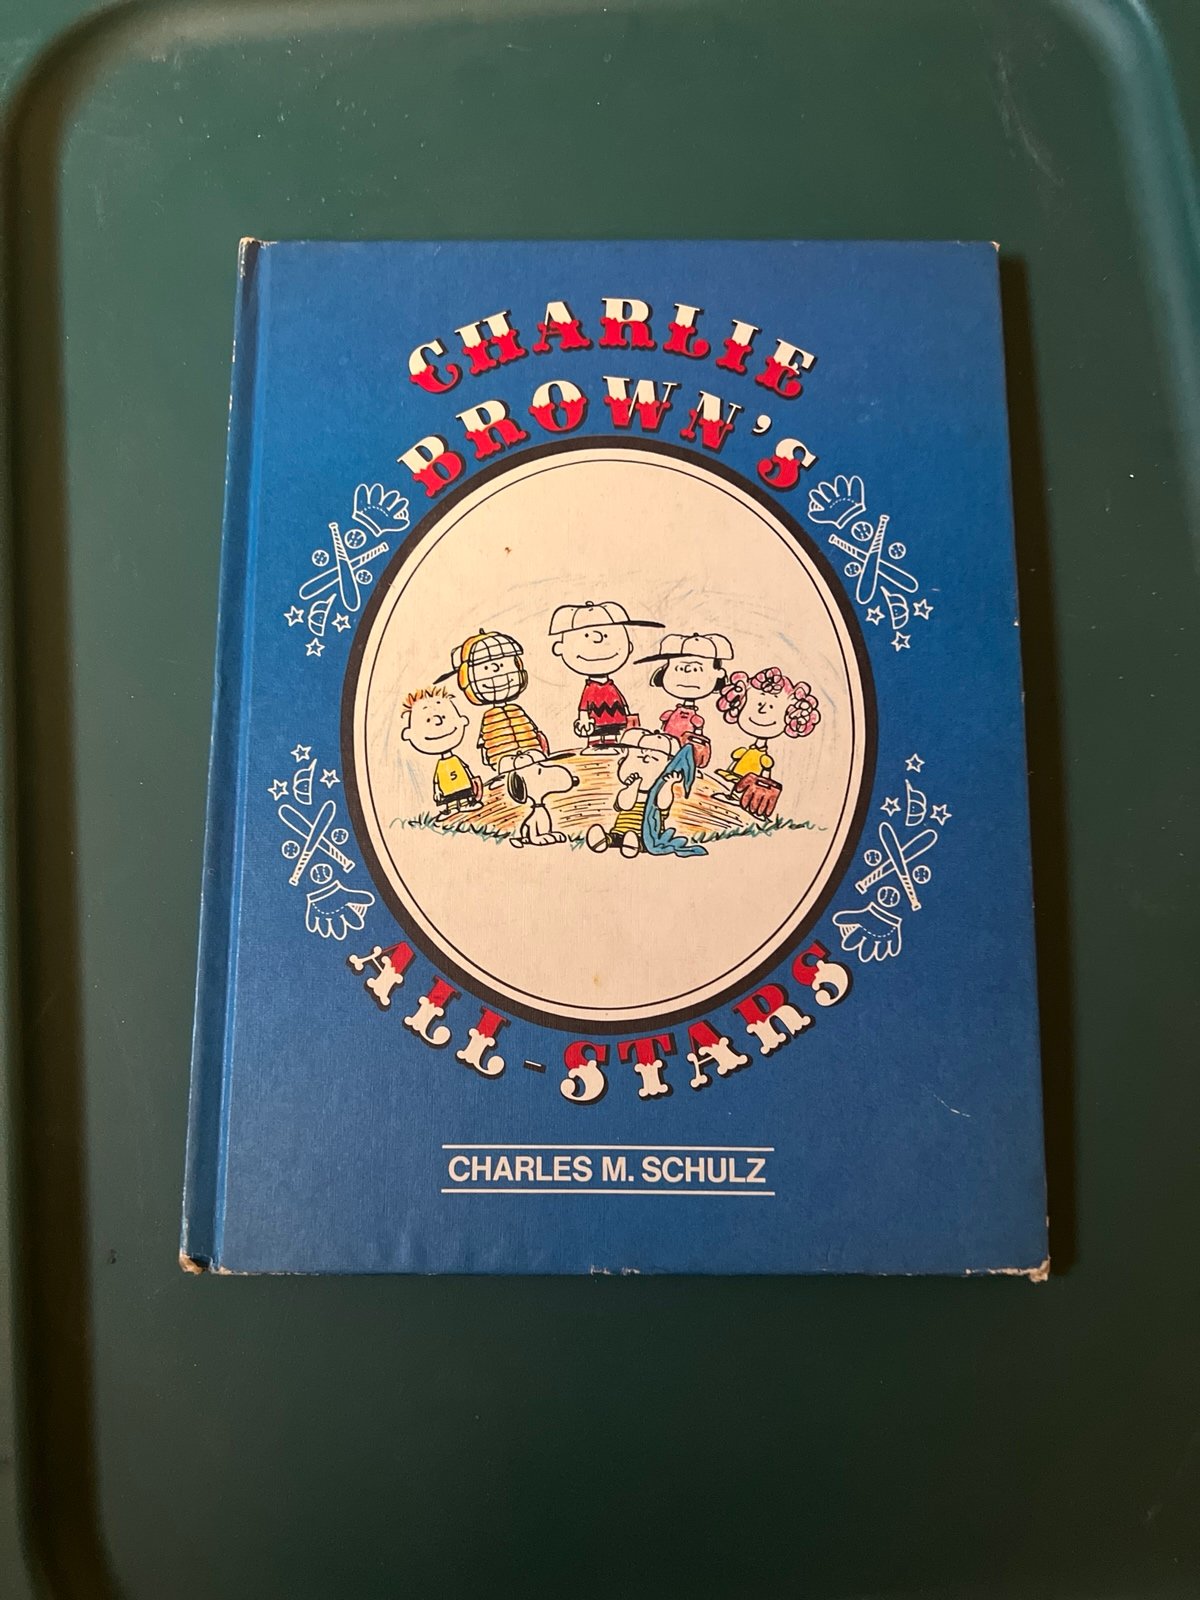 CHARLIE
BROWN'S
S
ALL-STARS
CHARLES M. SCHULZ